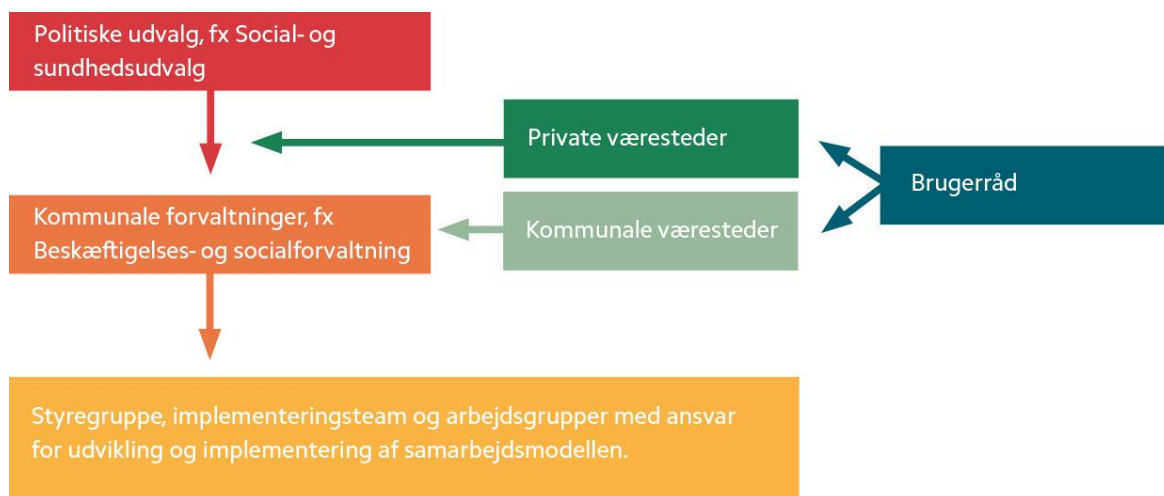 Politiske udvalg, fx Social- og
sundhedsudvalg
Private væresteder
Brugerråd
Kommunale forvaltninger, fx
Beskæftigelses- og socialforvaltning
Kommunale væresteder
Styregruppe, implementeringsteam og arbejdsgrupper med ansvar
for udvikling og implementering af samarbejdsmodellen.